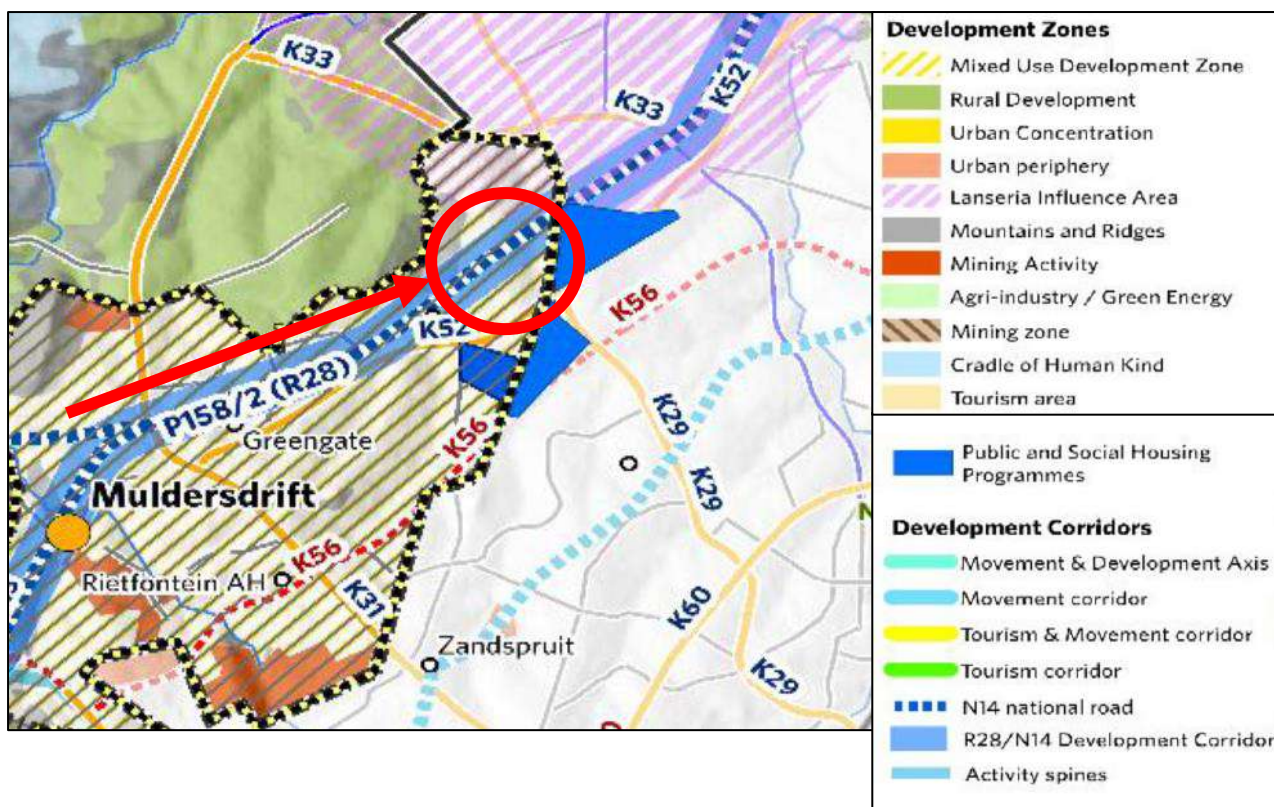 K33
K33
K52
K56
K52
P158/2 (R28)
Greengate
K29
K56
Muldersdrift
K29
K56
Rietfontein AH
K31
K60
Zandspruit
K29
Development Zones
Mixed Use Development Zone
Rural Development
Urban Concentration
Urban periphery
Lanseria Influence Area
Mountains and Ridges
Mining Activity
Agri-industry / Green Energy
Mining zone
Cradle of Human Kind
Tourism area
Public and Social Housing
Programmes
Development Corridors
Movement & Development Axis
Movement corridor
Tourism & Movement corridor
Tourism corridor
N14 national road
R28/N14 Development Corridor
Activity spines